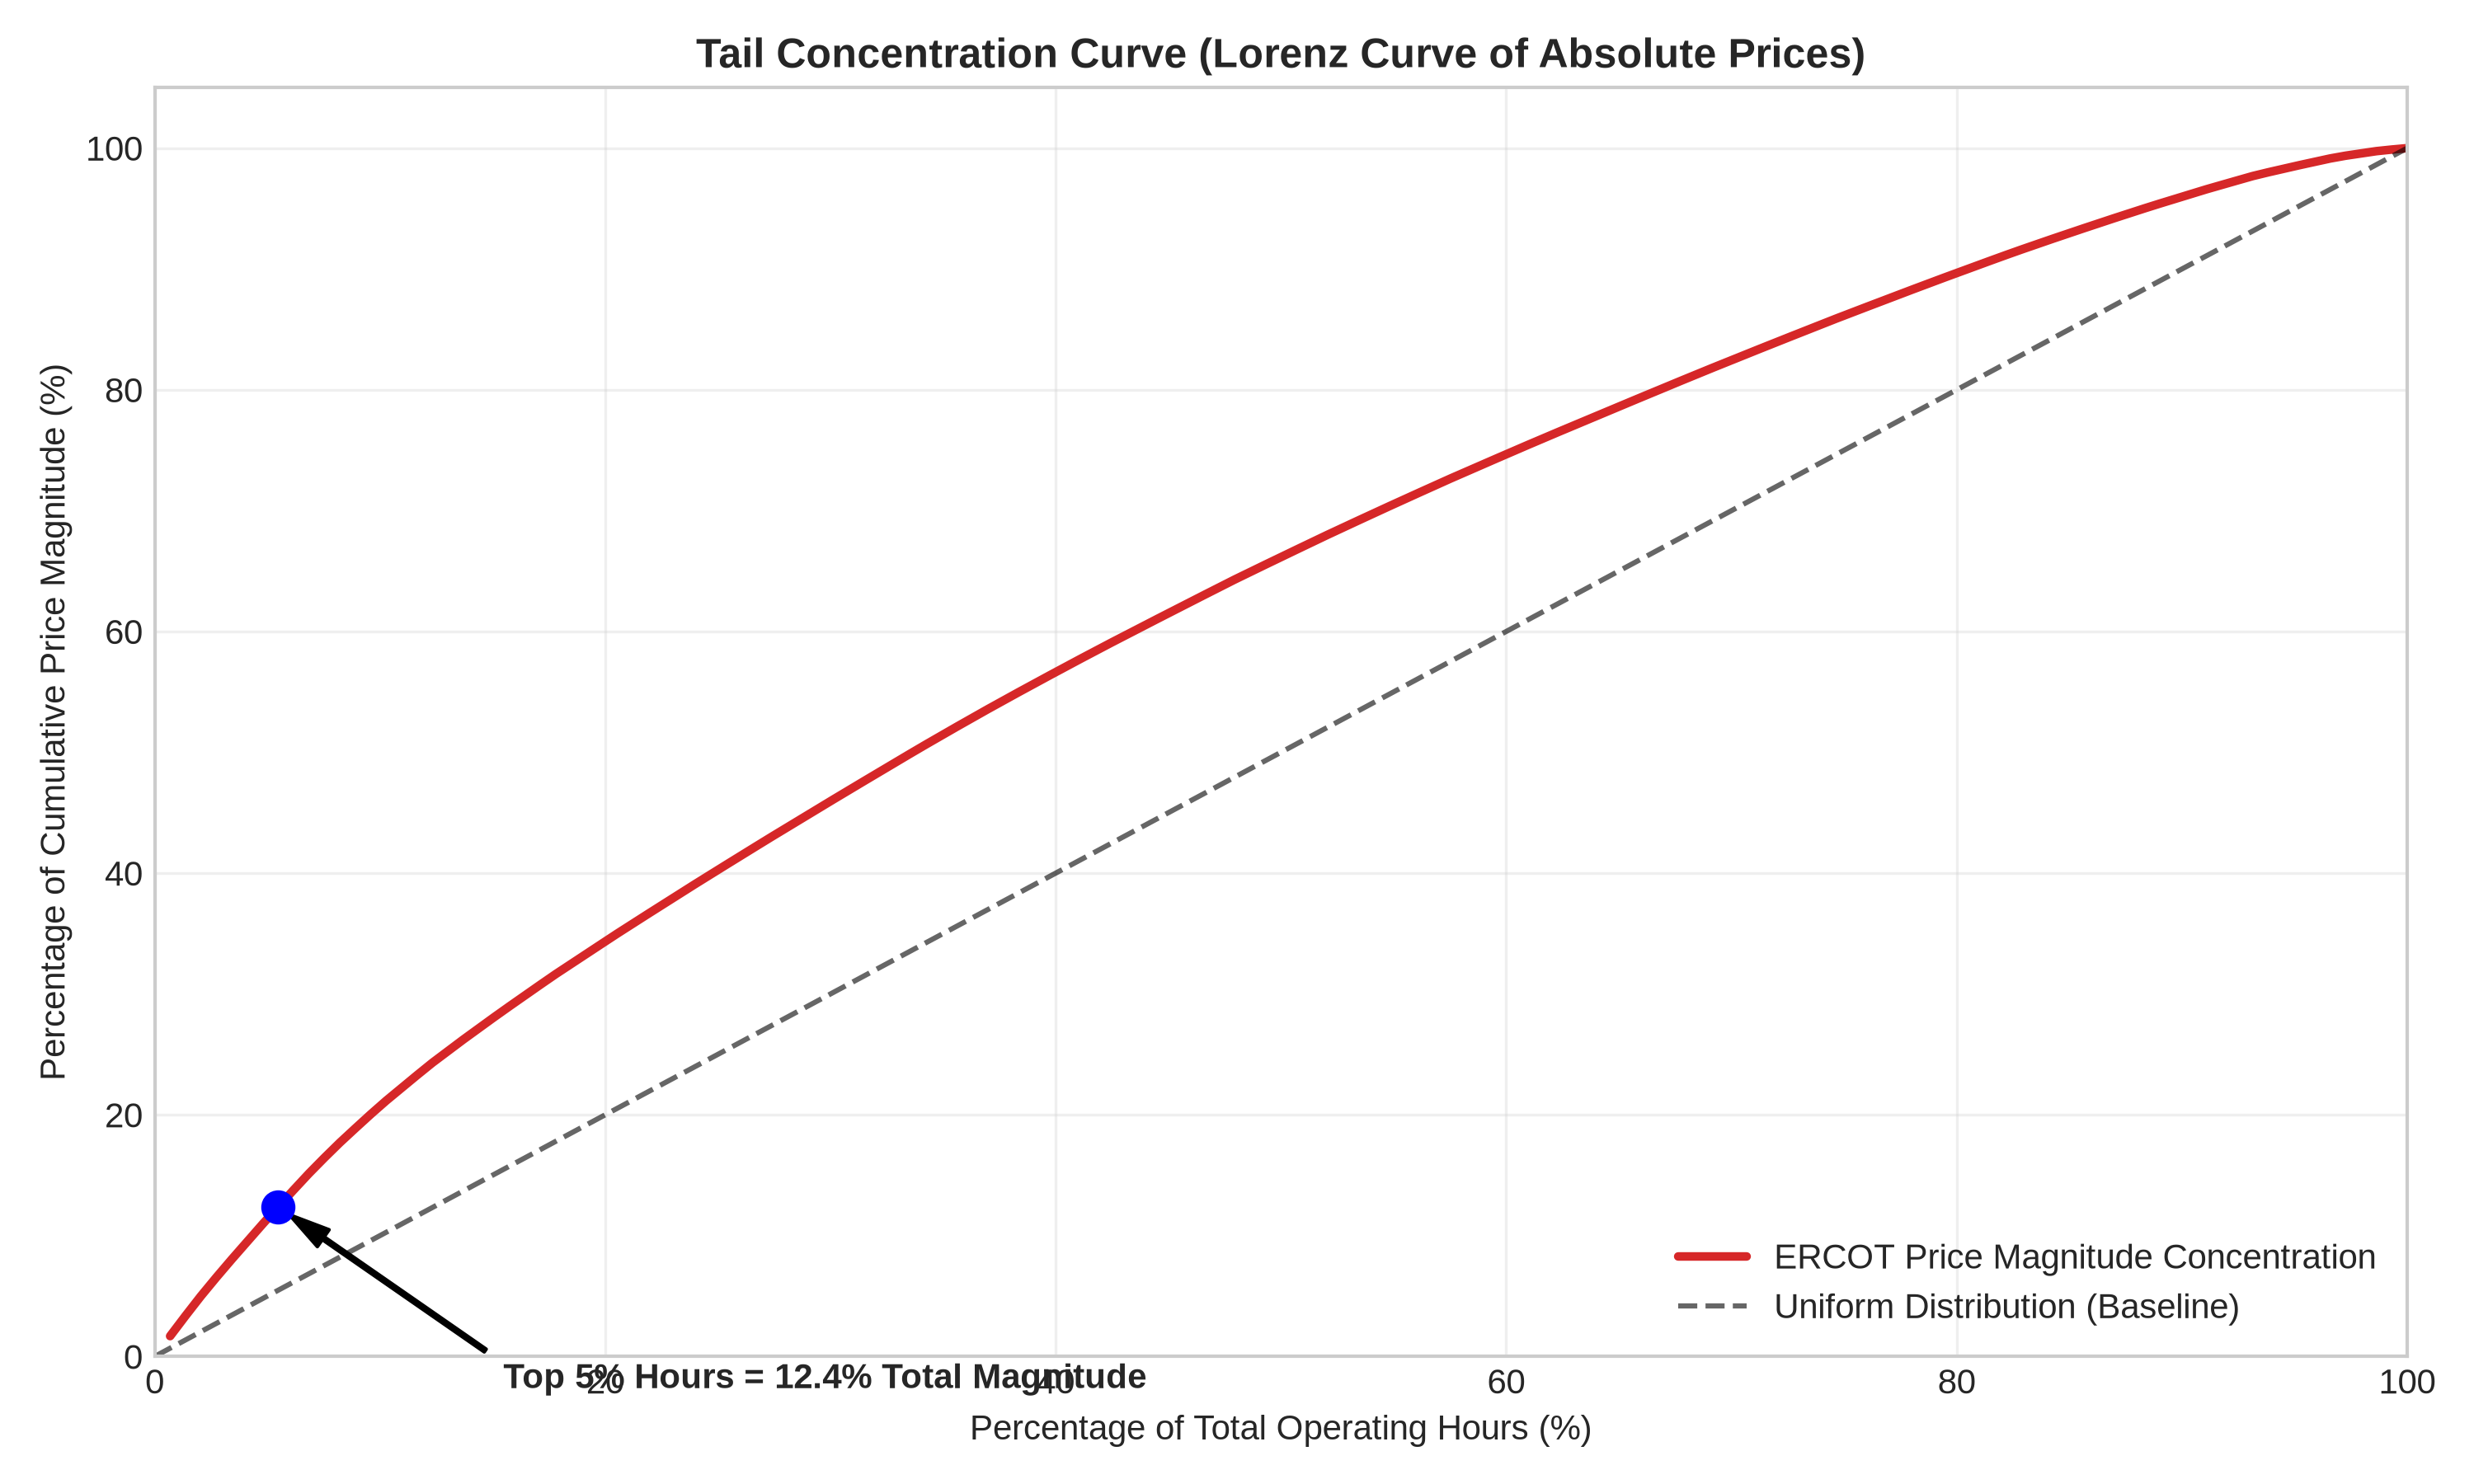 Tail Concentration Curve (Lorenz Curve of Absolute Prices)
Percentage of Cumulative Price Magnitude (%)
100
80
60
40
20
0
ERCOT Price Magnitude Concentration
Uniform Distribution (Baseline)
Top 5% Hours = 12.4% Total Magnitude
0
20
40
60
80
100
Percentage of Total Operating Hours (%)